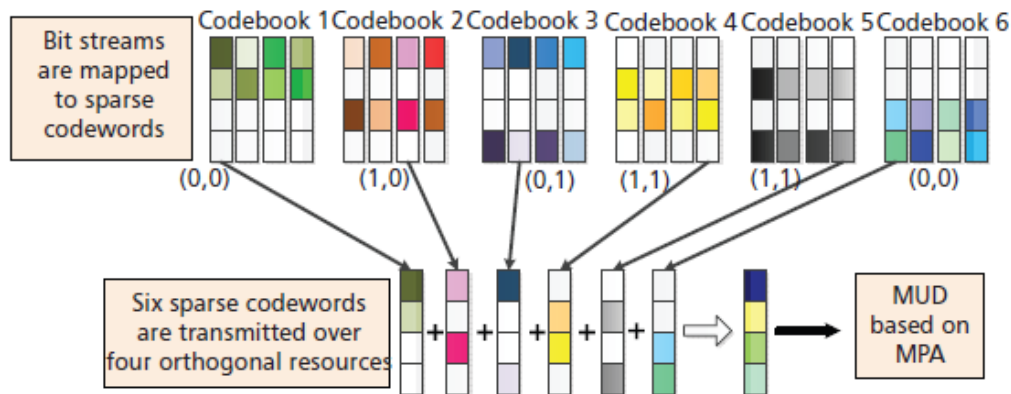 Codebook 1 Codebook 2 Codebook 3 Codebook 4 Codebook 5 Codebook 6
Bit streams
are mapped
to sparse
codewords
(0,0) (1,0) (0,1) (1,1) (1,1) (0,0)
Six sparse codewords
are transmitted over
four orthogonal resources
+ + + + +
MUD
based on
MPA